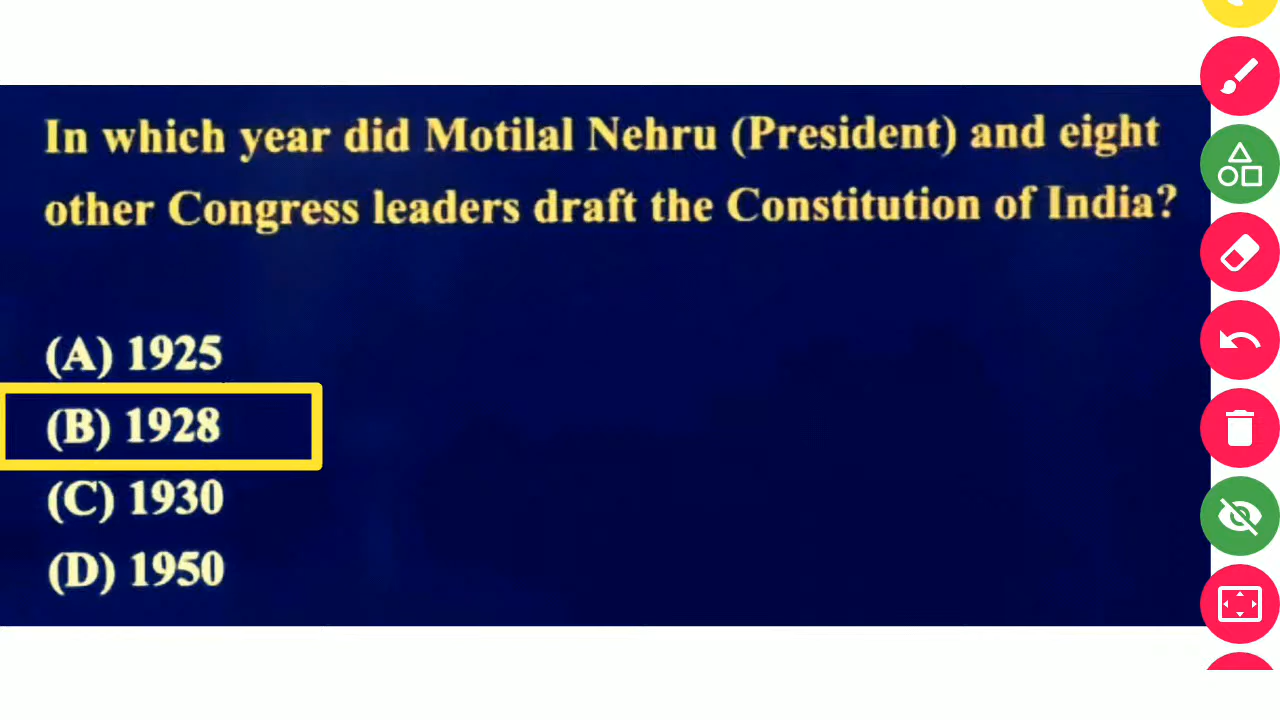 In which year did Motilal Nehru (President) and eight
other Congress leaders draft the Constitution of India?
(A) 1925
(B) 1928
(C) 1930
(D) 1950